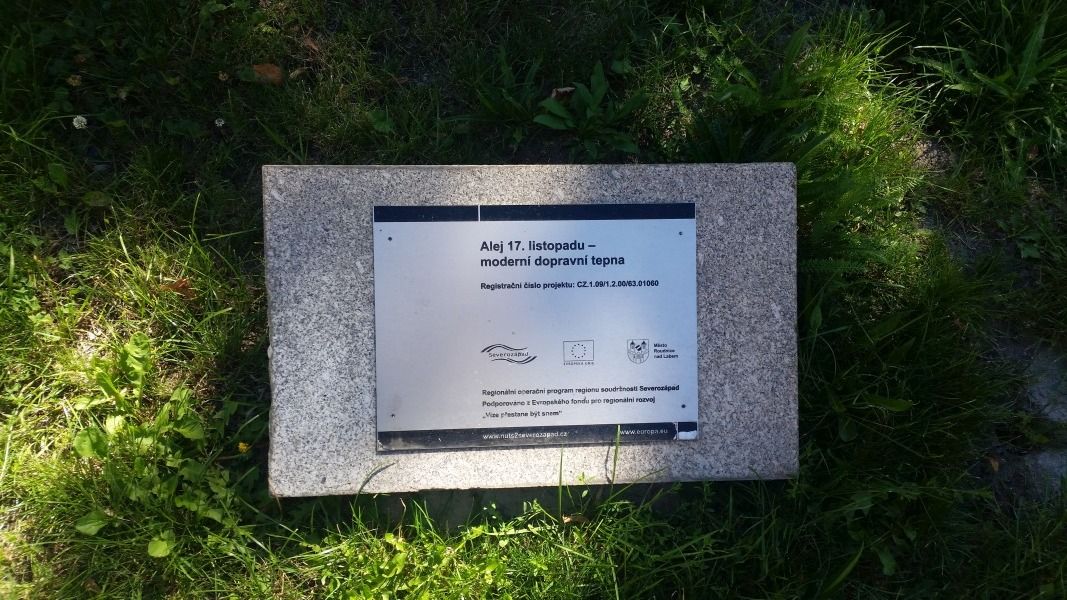 Alej 17. listopadu –
moderní dopravní tepna
Registrační číslo projektu: CZ.1.09/1.2.00/63.01060
Severozápad
EVROPSKÁ UNIE
Město
Roudnice
nad Labem
Regionální operační program regionu soudržnosti Severozápad
Podporováno z Evropského fondu pro regionální rozvoj
„Vize přestane být snem“
www.nuts2severozapad.cz
www.europa.eu